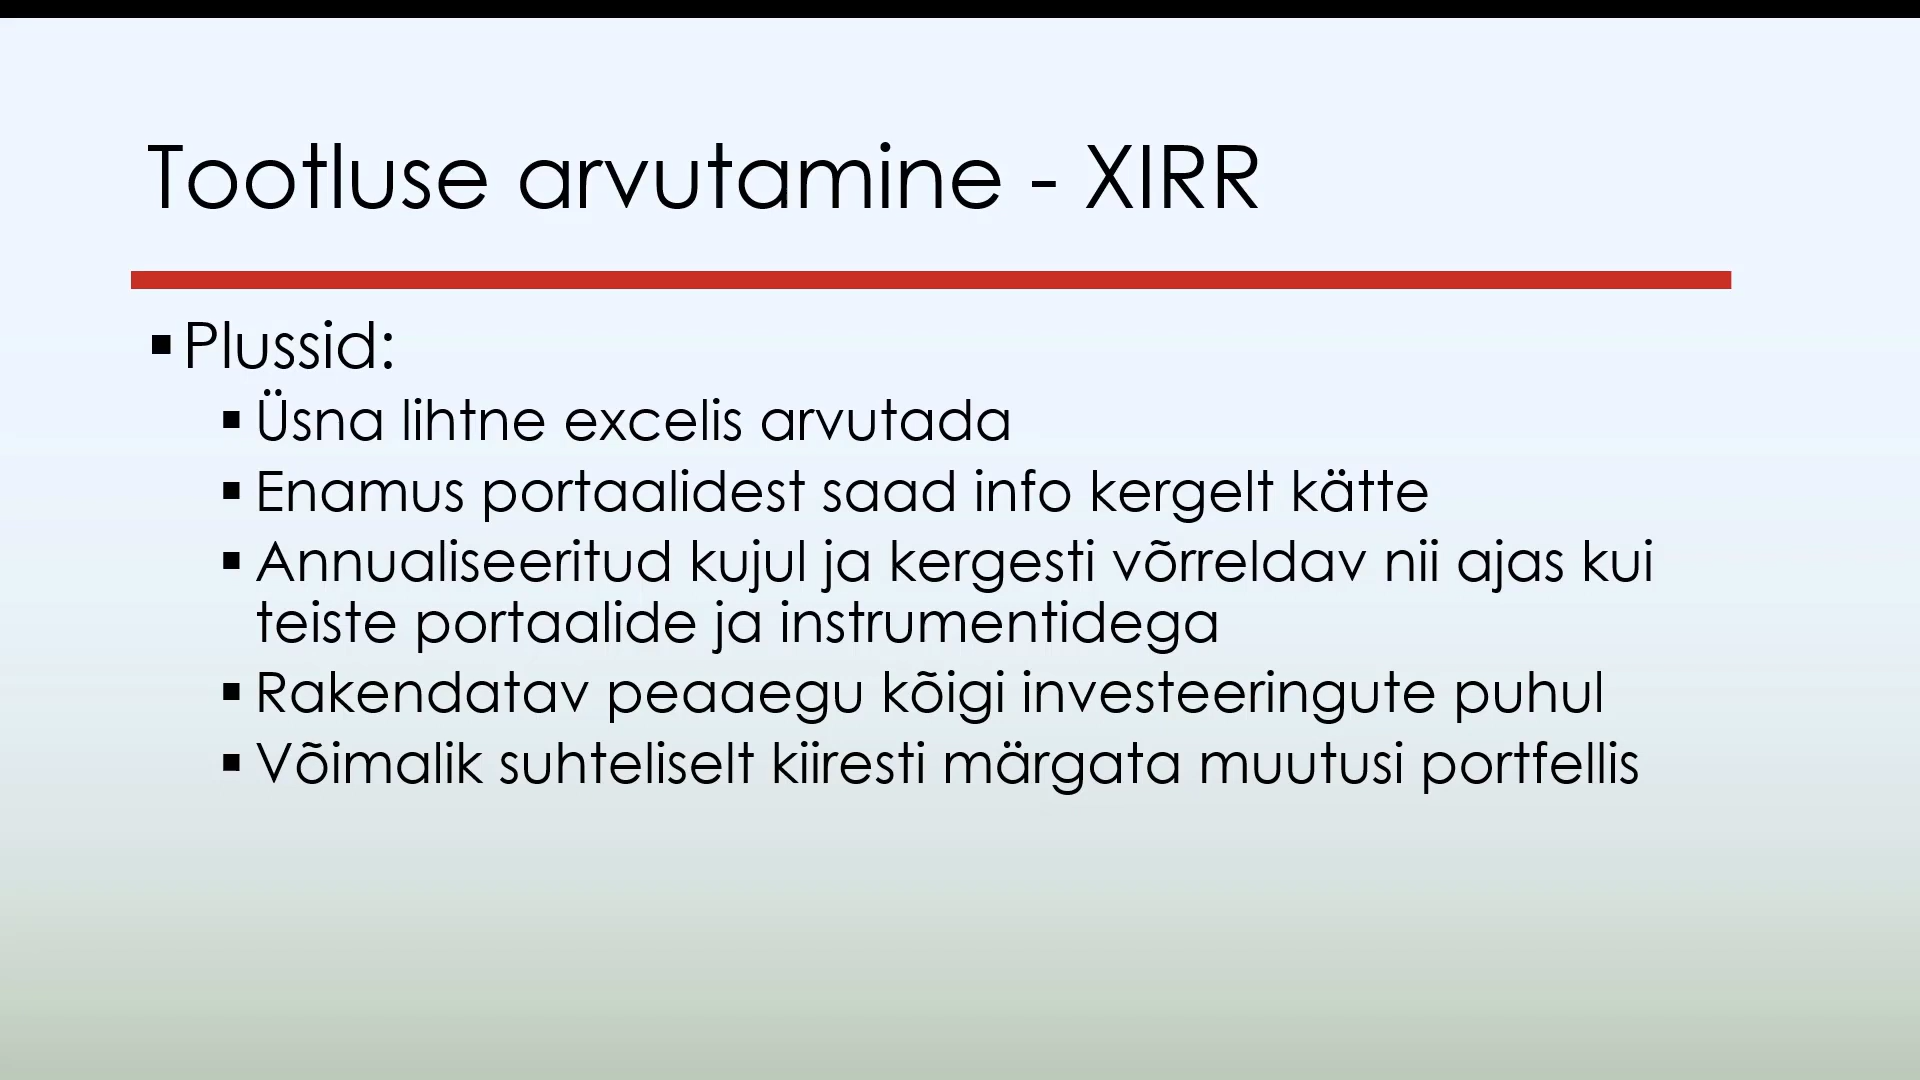 Tootluse arvutamine - XIRR
▪ Plussid:
▪ Üsna lihtne excelis arvutada
▪ Enamus portaalidest saad info kergelt kätte
▪ Annualiseeritud kujul ja kergesti võrreldav nii ajas kui
teiste portaalide ja instrumentidega
▪ Rakendatav peaaegu kõigi investeeringute puhul
▪ Võimalik suhteliselt kiiresti märgata muutusi portfellis